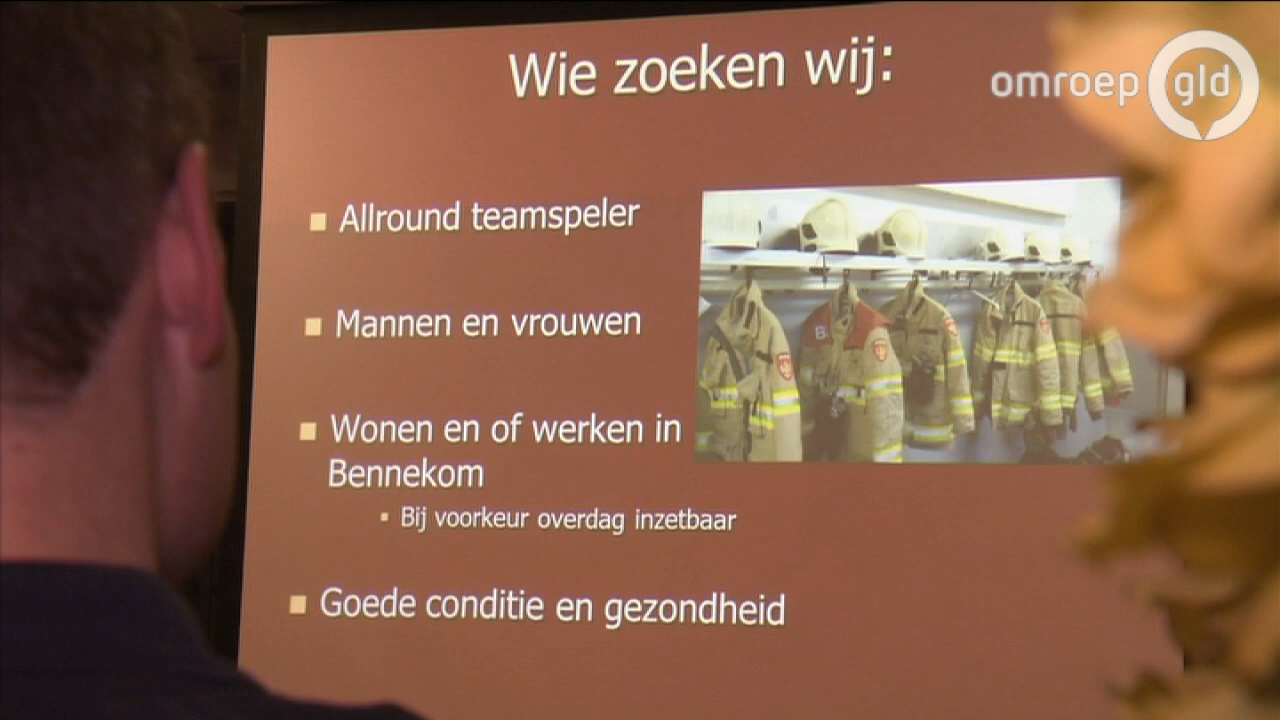 Wie zoeken wij:
omroep gld
Allround teamspeler
Mannen en vrouwen
Wonen en of werken in
Bennekom
Bij voorkeur overdag inzetbaar
Goede conditie en gezondheid
B